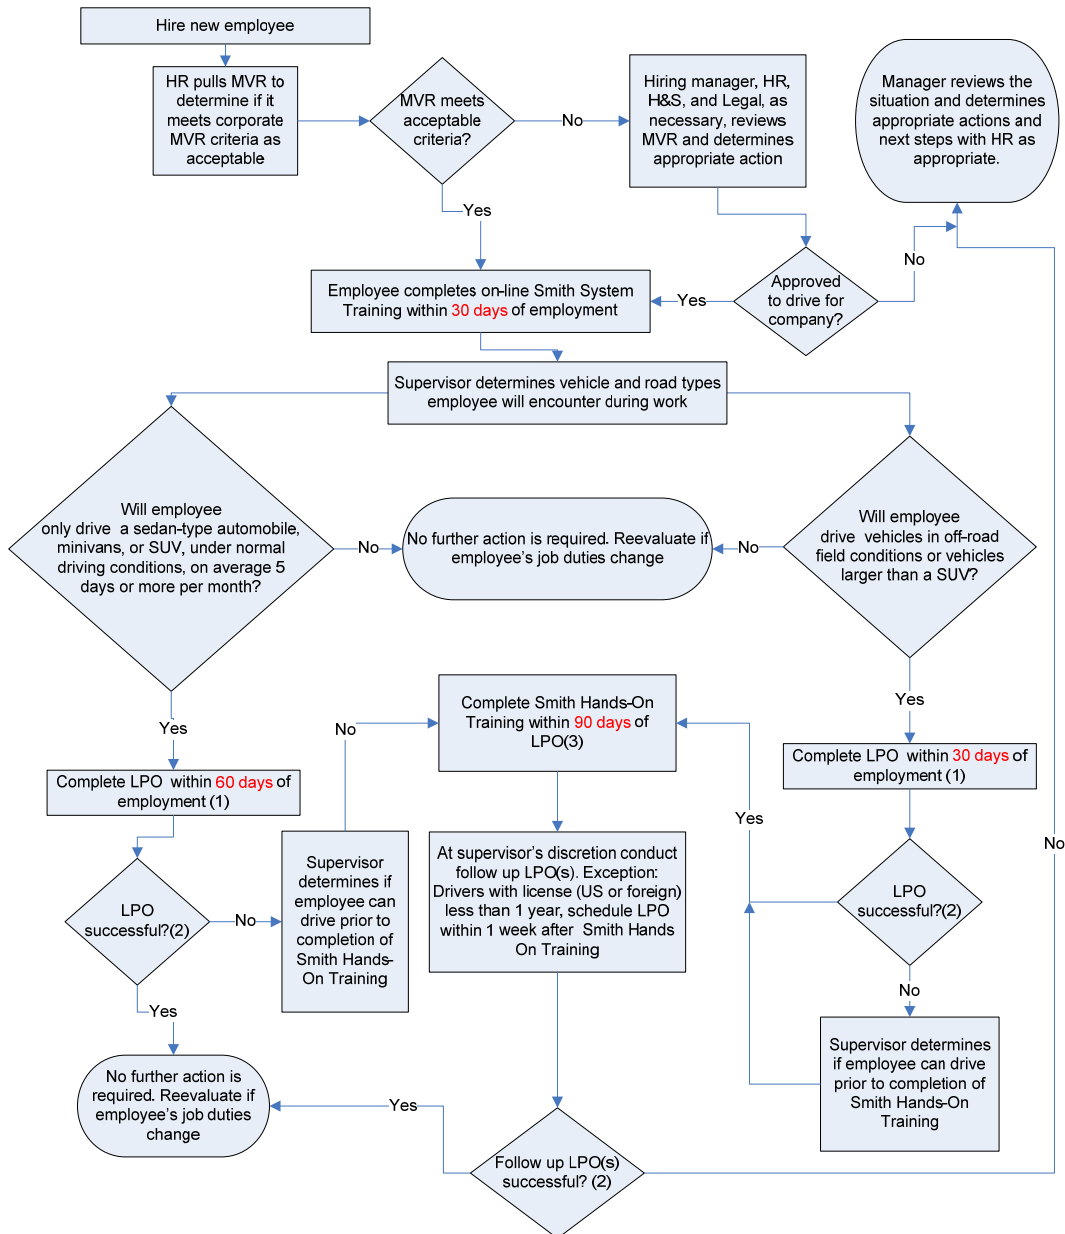 Hire new employee
HR pulls MVR to
determine if it
meets corporate
MVR criteria as
acceptable
MVR meets
acceptable
criteria?
No
Hiring manager, HR,
H&S, and Legal, as
necessary, reviews
MVR and determines
appropriate action
Manager reviews the
situation and determines
appropriate actions and
next steps with HR as
appropriate.
Yes
No
Approved
to drive for
company?
Yes
Employee completes on-line Smith System
Training within 30 days of employment
Supervisor determines vehicle and road types
employee will encounter during work
Will employee
only drive a sedan-type automobile,
minivans, or SUV, under normal
driving conditions, on average 5
days or more per month?
No
No further action is required. Reevaluate if
employee's job duties change
No
Will employee
drive vehicles in off-road
field conditions or vehicles
larger than a SUV?
Yes
Yes
No
Complete Smith Hands-On
Training within 90 days of
LPO(3)
Complete LPO within 60 days of
employment (1)
Complete LPO within 30 days of
employment (1)
Yes
No
LPO
successful?(2)
No
Supervisor
determines if
employee can
drive prior to
completion of
Smith Hands-
On Training
At supervisor's discretion conduct
follow up LPO(s). Exception:
Drivers with license (US or foreign)
less than 1 year, schedule LPO
within 1 week after Smith Hands
On Training
LPO
successful?(2)
No
Yes
Supervisor determines
if employee can drive
prior to completion of
Smith Hands-On
Training
No further action is
required. Reevaluate if
employee's job duties
change
Yes
Follow up LPO(s)
successful? (2)